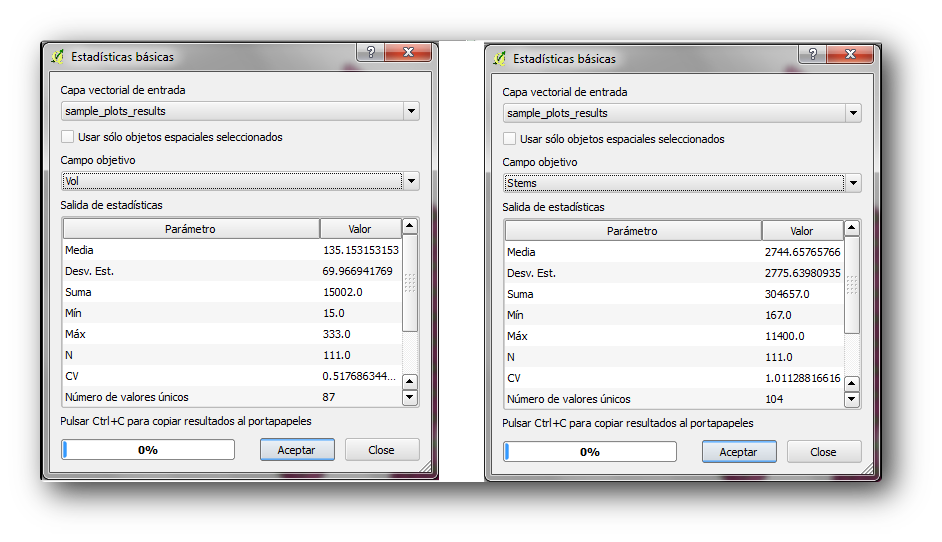 Estadísticas básicas
?
Capa vectorial de entrada
sample_plots_results
Usar sólo objetos espaciales seleccionados
Campo objetivo
Vol
Salida de estadísticas
Parámetro Valor
Media 135.153153153
Desv. Est. 69.966941769
Suma 15002.0
Mín 15.0
Máx 333.0
N 111.0
CV 0.517686344...
Número de valores únicos 87
Pulsar Ctrl+C para copiar resultados al portapapeles
0% Aceptar Close
Estadísticas básicas
?
Capa vectorial de entrada
sample_plots_results
Usar sólo objetos espaciales seleccionados
Campo objetivo
Stems
Salida de estadísticas
Parámetro Valor
Media 2744.65765766
Desv. Est. 2775.63980935
Suma 304657.0
Mín 167.0
Máx 11400.0
N 111.0
CV 1.01128816616
Número de valores únicos 104
Pulsar Ctrl+C para copiar resultados al portapapeles
0% Aceptar Close